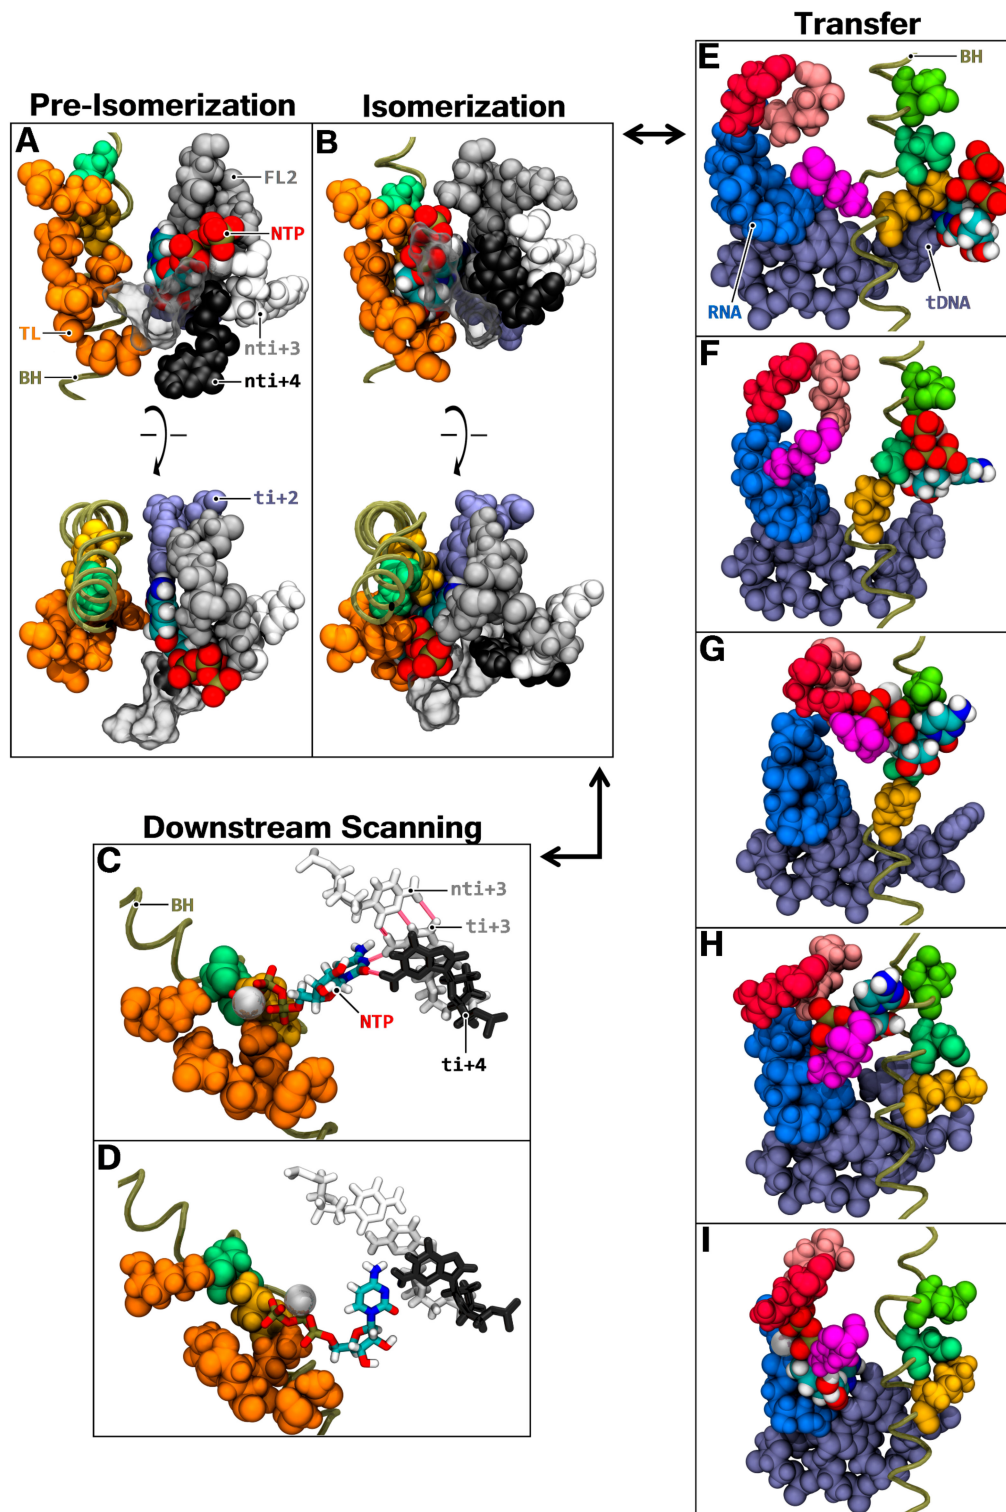 Pre-Isomerization
Isomerization
Transfer
A
FL2
NTP
TL
nti+3
BH
nti+4
ti+2
B
Downstream Scanning
C
BH
nti+3
ti+3
NTP
ti+4
D
E
BH
RNA
tDNA
F
G
H
I